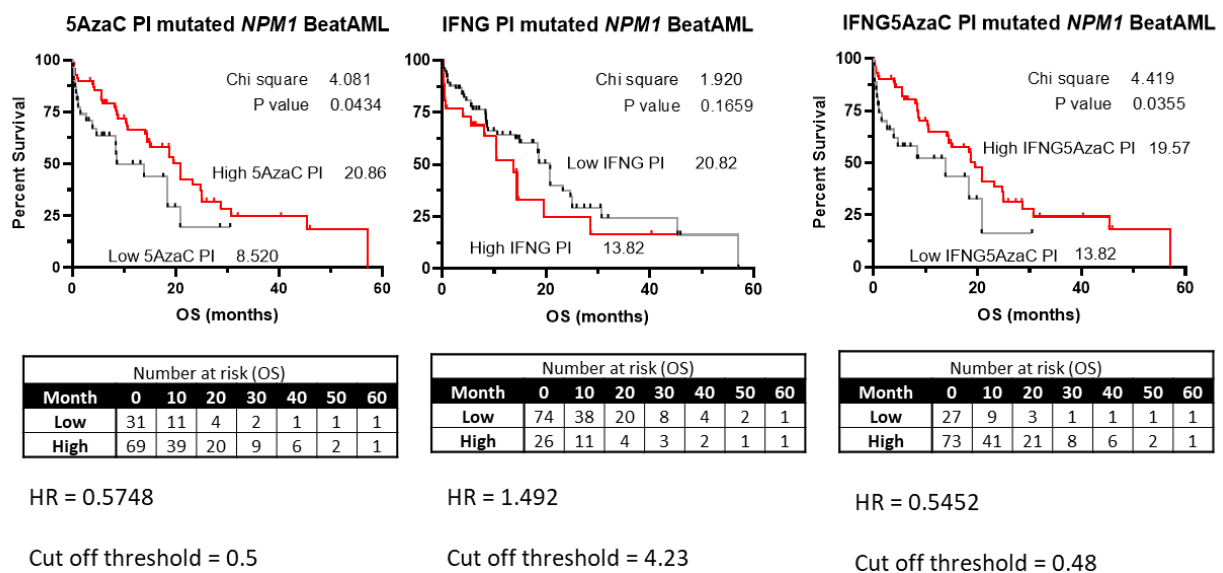 5AzaC PI mutated NPM1 BeatAML
100
75
50
25
0
Percent Survival
0 20 40 60
OS (months)
Chi square 4.081
P value 0.0434
High 5AzaC PI 20.86
Low 5AzaC PI 8.520
Number at risk (OS)
Month 0 10 20 30 40 50 60
Low 31 11 4 2 1 1 1
High 69 39 20 9 6 2 1
HR = 0.5748
Cut off threshold = 0.5
IFNG PI mutated NPM1 BeatAML
100
75
50
25
0
0 20 40 60
OS (months)
Chi square 1.920
P value 0.1659
Low IFNG PI 20.82
High IFNG PI 13.82
Number at risk (OS)
Month 0 10 20 30 40 50 60
Low 74 38 20 8 4 2 1
High 26 11 4 3 2 1 1
HR = 1.492
Cut off threshold = 4.23
IFNG5AzaC PI mutated NPM1 BeatAML
100
75
50
25
0
Percent Survival
0 20 40 60
OS (months)
Chi square 4.419
P value 0.0355
High IFNG5AzaC PI 19.57
Low IFNG5AzaC PI 13.82
Number at risk (OS)
Month 0 10 20 30 40 50 60
Low 27 9 3 1 1 1 1
High 73 41 21 8 6 2 1
HR = 0.5452
Cut off threshold = 0.48